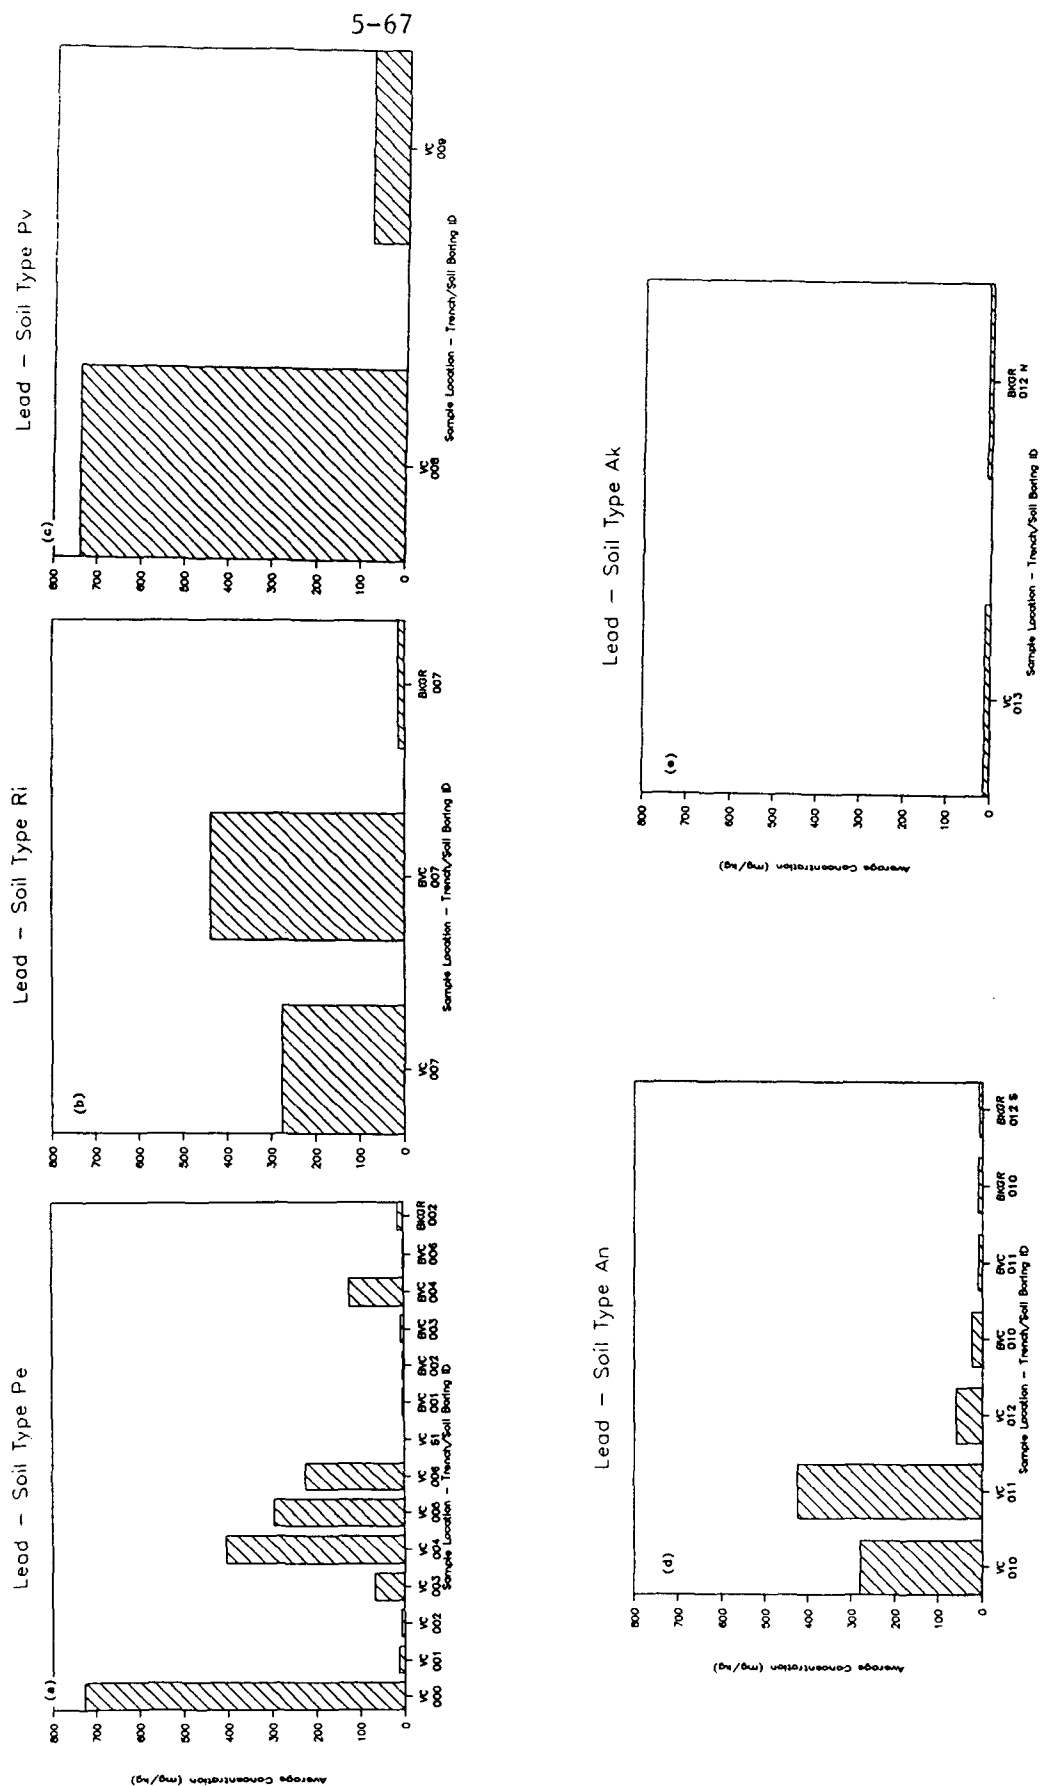 5-67
Lead – Soil Type Pe
(a)
Average Concentration (mg/kg)
800
700
600
500
400
300
200
100
0
VC 000
VC 001
VC 002
VC 003
VC 004
VC 005
VC 006
VC S1
BVC 001
BVC 002
BVC 003
BVC 004
BVC 006
BKGR 002
Sample Location – Trench/Soil Boring ID
Lead – Soil Type Ri
(b)
800
700
600
500
400
300
200
100
0
VC 007
BVC 007
BKGR 007
Sample Location – Trench/Soil Boring ID
Lead – Soil Type Pv
(c)
800
700
600
500
400
300
200
100
0
VC 008
VC 009
Sample Location – Trench/Soil Boring ID
Lead – Soil Type An
(d)
Average Concentration (mg/kg)
800
700
600
500
400
300
200
100
0
VC 010
VC 011
VC 012
BVC 010
BVC 011
BKGR 010
BKGR 012 S
Sample Location – Trench/Soil Boring ID
Lead – Soil Type Ak
(e)
Average Concentration (mg/kg)
800
700
600
500
400
300
200
100
0
VC 013
BKGR 012 N
Sample Location – Trench/Soil Boring ID